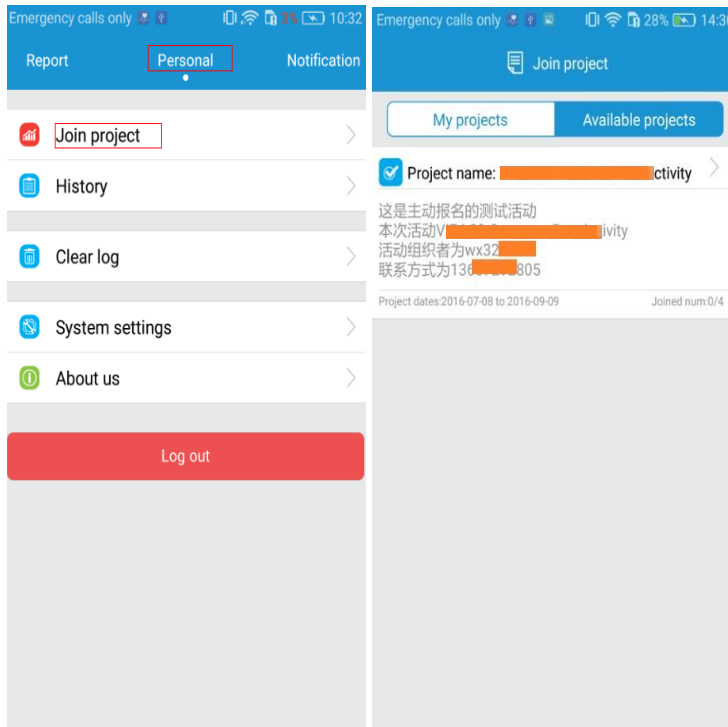 Emergency calls only
3% 10:32
Report Personal Notification
Join project
History
Clear log
System settings
About us
Log out
Emergency calls only
28% 14:30
Join project
My projects Available projects
Project name: ctivity
这是主动报名的测试活动
本次活动V ivity
活动组织者为wx32
联系方式为136 805
Project dates:2016-07-08 to 2016-09-09 Joined num:0/4